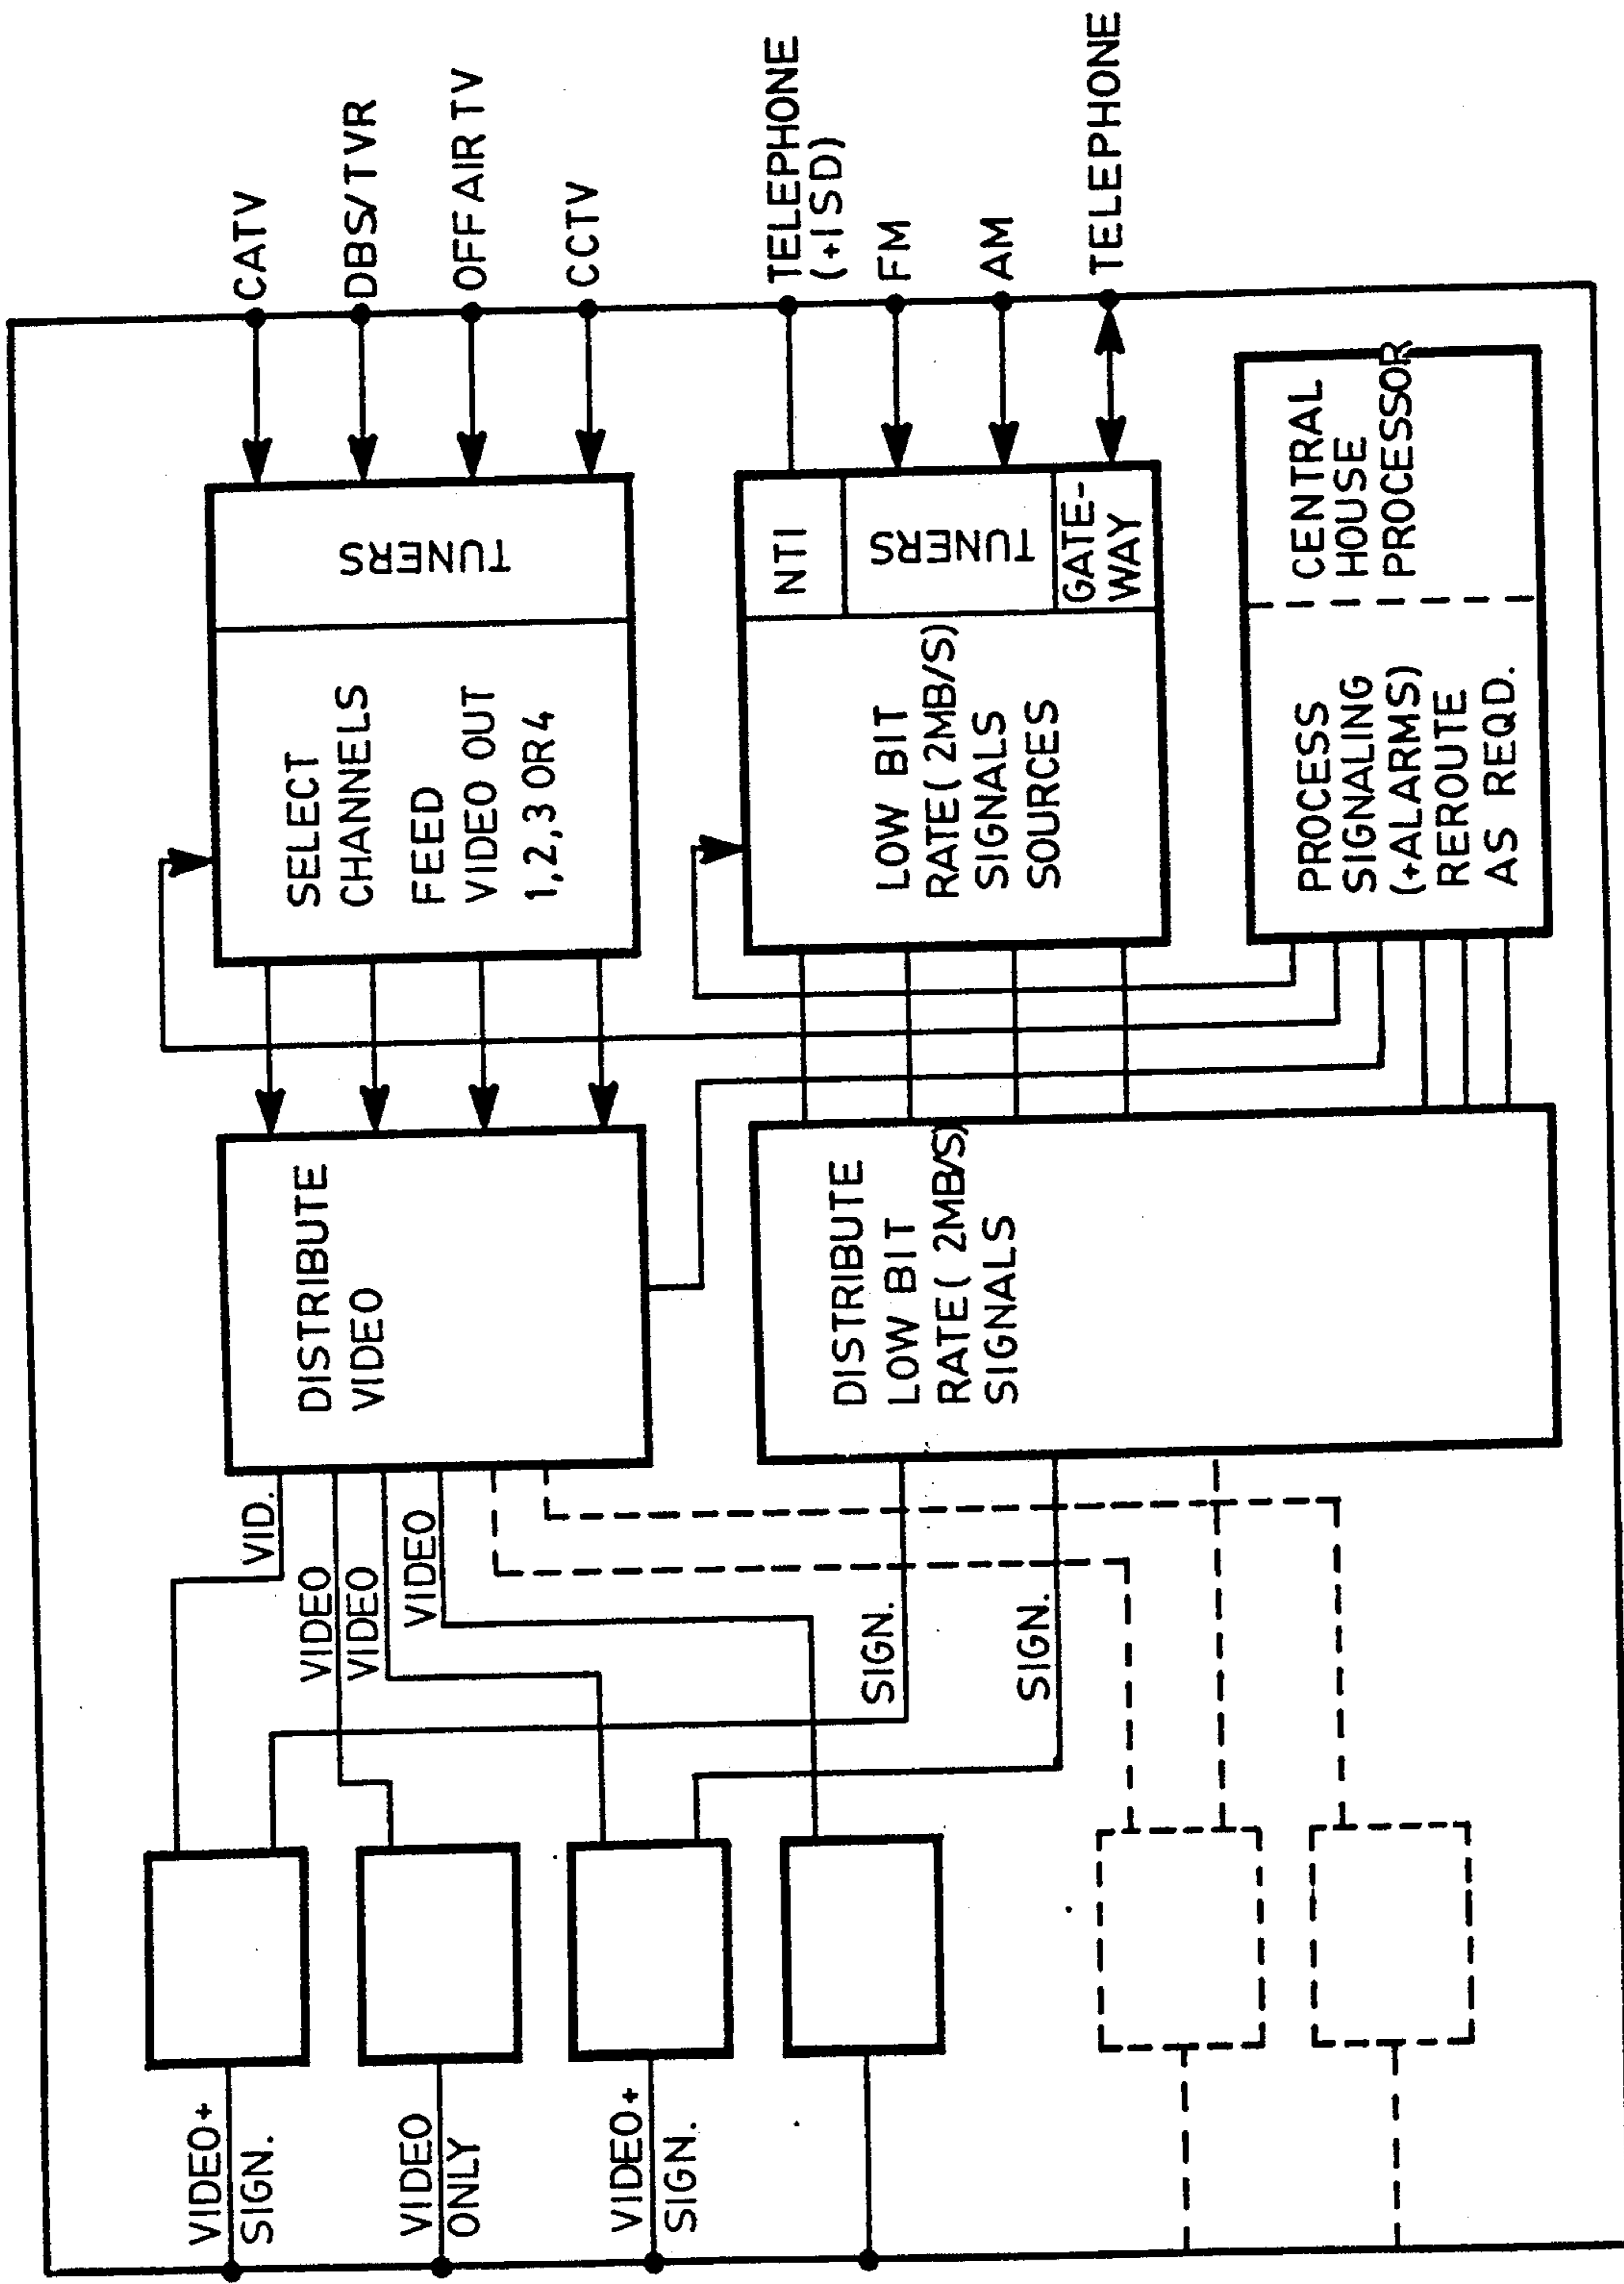 CATV
DBS/TVR
OFF AIR TV
CCTV
TELEPHONE
(+ISD)
FM
AM
TELEPHONE
TUNERS
SELECT
CHANNELS
FEED
VIDEO OUT
1,2,3 OR 4
NTI
TUNERS
GATE-
WAY
LOW BIT
RATE(2MB/S)
SIGNALS
SOURCES
CENTRAL
HOUSE
PROCESSOR
PROCESS
SIGNALING
(+ALARMS)
REROUTE
AS REQD.
DISTRIBUTE
VIDEO
DISTRIBUTE
LOW BIT
RATE( 2MB/S)
SIGNALS
VID.
VIDEO
VIDEO
VIDEO
SIGN.
SIGN.
VIDEO+
SIGN.
VIDEO
ONLY
VIDEO+
SIGN.